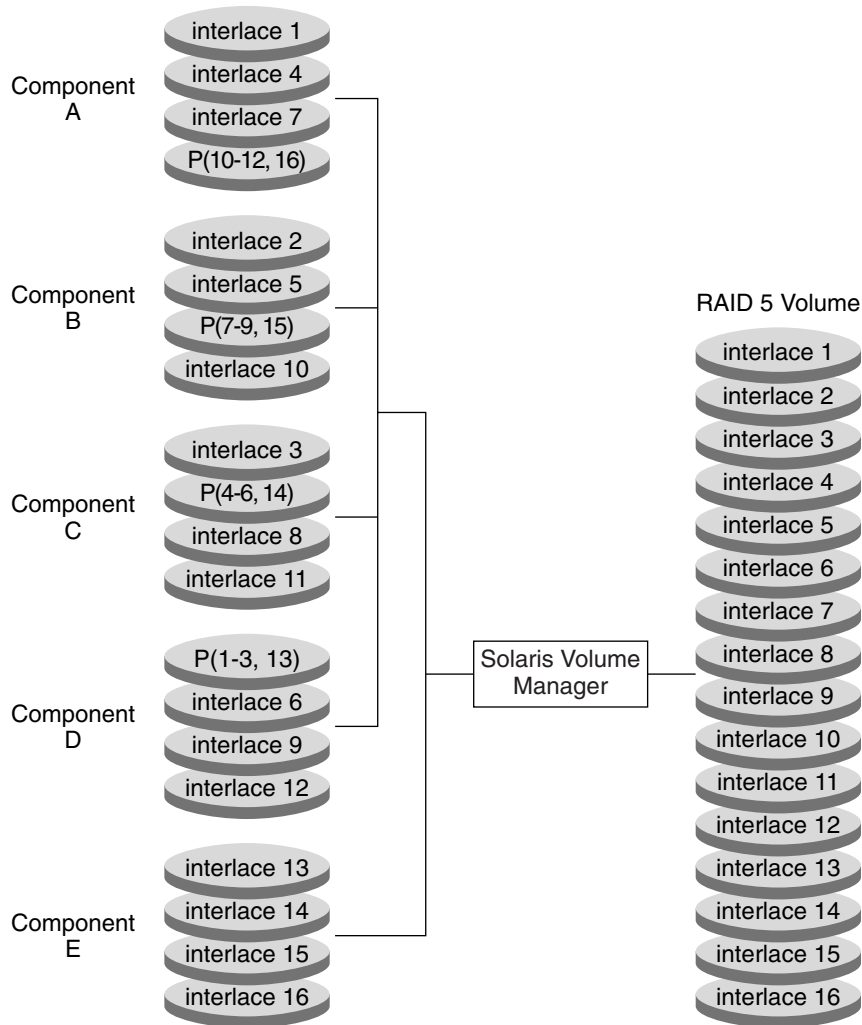 Component
A
interlace 1
interlace 4
interlace 7
P(10-12, 16)
Component
B
interlace 2
interlace 5
P(7-9, 15)
interlace 10
Component
C
interlace 3
P(4-6, 14)
interlace 8
interlace 11
Component
D
P(1-3, 13)
interlace 6
interlace 9
interlace 12
Component
E
interlace 13
interlace 14
interlace 15
interlace 16
Solaris Volume
Manager
RAID 5 Volume
interlace 1
interlace 2
interlace 3
interlace 4
interlace 5
interlace 6
interlace 7
interlace 8
interlace 9
interlace 10
interlace 11
interlace 12
interlace 13
interlace 14
interlace 15
interlace 16